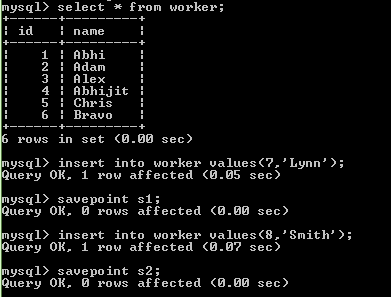 mysql> select * from worker;
+------+----------+
| id   | name     |
+------+----------+
|    1 | Abhi     |
|    2 | Adam     |
|    3 | Alex     |
|    4 | Abhijit  |
|    5 | Chris    |
|    6 | Bravo    |
+------+----------+
6 rows in set (0.00 sec)
mysql> insert into worker values(7,'Lynn');
Query OK, 1 row affected (0.05 sec)
mysql> savepoint s1;
Query OK, 0 rows affected (0.00 sec)
mysql> insert into worker values(8,'Smith');
Query OK, 1 row affected (0.07 sec)
mysql> savepoint s2;
Query OK, 0 rows affected (0.00 sec)